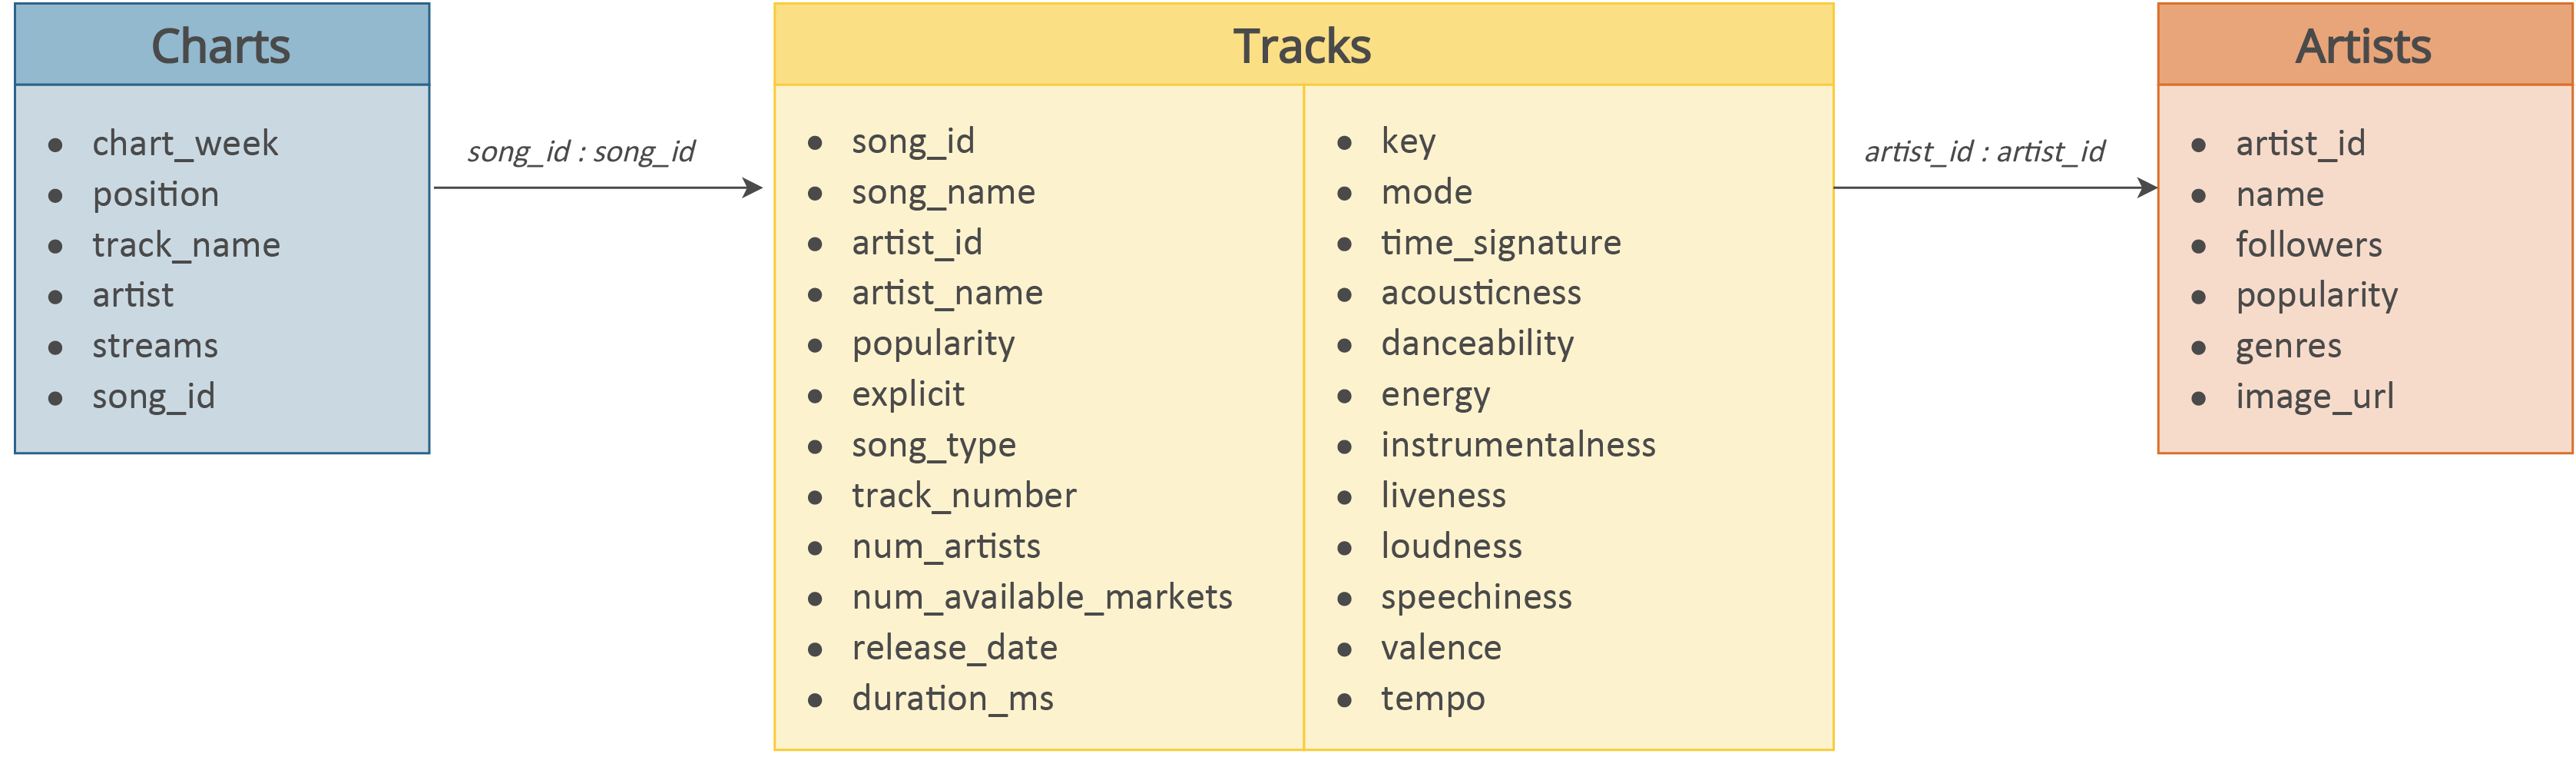 Charts
• chart_week
• position
• track_name
• artist
• streams
• song_id
song_id : song_id
Tracks
• song_id
• song_name
• artist_id
• artist_name
• popularity
• explicit
• song_type
• track_number
• num_artists
• num_available_markets
• release_date
• duration_ms
• key
• mode
• time_signature
• acousticness
• danceability
• energy
• instrumentalness
• liveness
• loudness
• speechiness
• valence
• tempo
artist_id : artist_id
Artists
• artist_id
• name
• followers
• popularity
• genres
• image_url